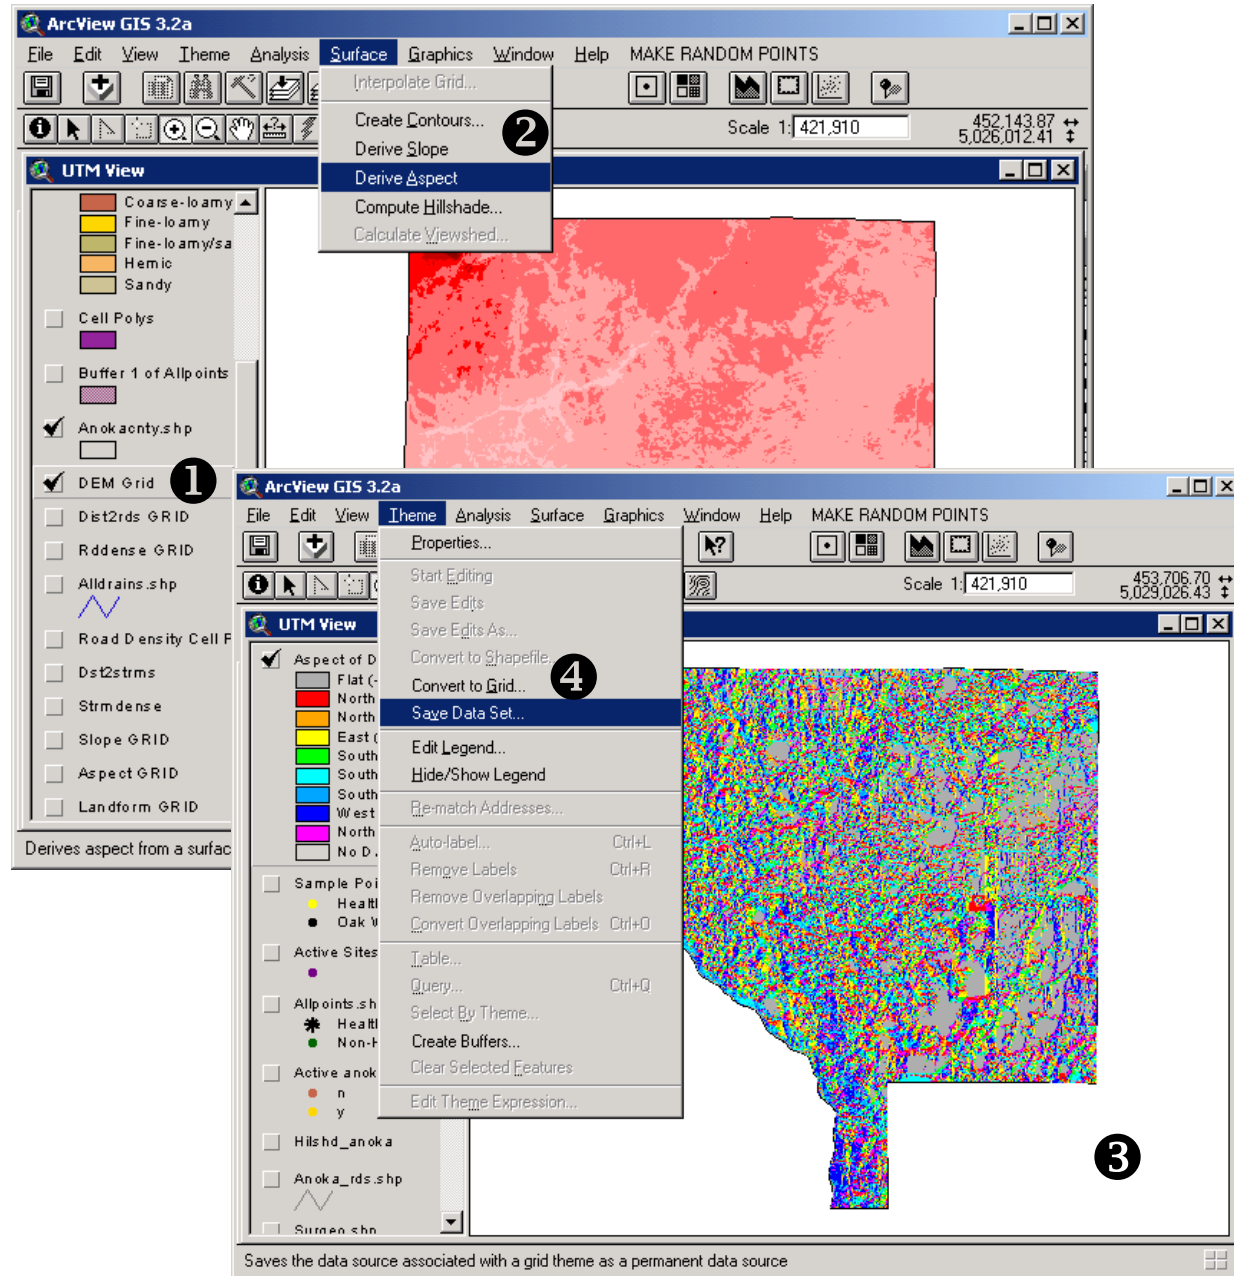 ArcView GIS 3.2a
File Edit View Theme Analysis Surface Graphics Window Help MAKE RANDOM POINTS
Interpolate Grid...
Create Contours...
Derive Slope
Derive Aspect
Compute Hillshade...
Calculate Viewshed...
2
Scale 1: 421,910
452,143.87
5,026,012.41
UTM View
Coarse-loamy
Fine-loamy
Fine-loamy/sa
Hemic
Sandy
Cell Polys
Buffer 1 of Allpoints
Anokacnty.shp
DEM Grid
1
Dist2rds GRID
Rddense GRID
Alldrains.shp
Road Density Cell P
Dst2strms
Strmdense
Slope GRID
Aspect GRID
Landform GRID
Derives aspect from a surfac
ArcView GIS 3.2a
File Edit View Theme Analysis Surface Graphics Window Help MAKE RANDOM POINTS
Properties...
Start Editing
Save Edits
Save Edits As...
Convert to Shapefile...
Convert to Grid...
Save Data Set...
Edit Legend...
Hide/Show Legend
Re-match Addresses...
Auto-label... Ctrl+L
Remove Labels Ctrl+R
Remove Overlapping Labels
Convert Overlapping Labels Ctrl+O
Table...
Query... Ctrl+Q
Select By Theme...
Create Buffers...
Clear Selected Features
Edit Theme Expression...
4
Scale 1: 421,910
453,706.70
5,029,026.43
UTM View
Aspect of D
Flat (-
North
North
East (
South
South
South
West
North
No D
Sample Poi
Healtl
Oak W
Active Sites
Allpoints.sh
Healtl
Non-H
Active anok
n
y
Hilshd_anoka
Anoka_rds.shp
Surgeo.shp
3
Saves the data source associated with a grid theme as a permanent data source